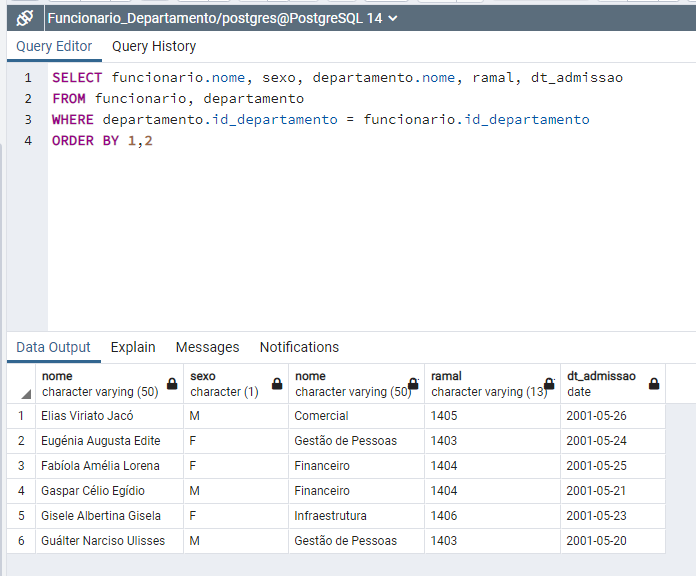 Funcionario_Departamento/postgres@PostgreSQL 14
Query Editor Query History
1 SELECT funcionario.nome, sexo, departamento.nome, ramal, dt_admissao
2 FROM funcionario, departamento
3 WHERE departamento.id_departamento = funcionario.id_departamento
4 ORDER BY 1,2
Data Output Explain Messages Notifications
nome sexo nome ramal dt_admissao
character varying (50) character (1) character varying (50) character varying (13) date
1 Elias Viriato Jacó M Comercial 1405 2001-05-26
2 Eugénia Augusta Edite F Gestão de Pessoas 1403 2001-05-24
3 Fabíola Amélia Lorena F Financeiro 1404 2001-05-25
4 Gaspar Célio Egídio M Financeiro 1404 2001-05-21
5 Gisele Albertina Gisela F Infraestrutura 1406 2001-05-23
6 Guálter Narciso Ulisses M Gestão de Pessoas 1403 2001-05-20